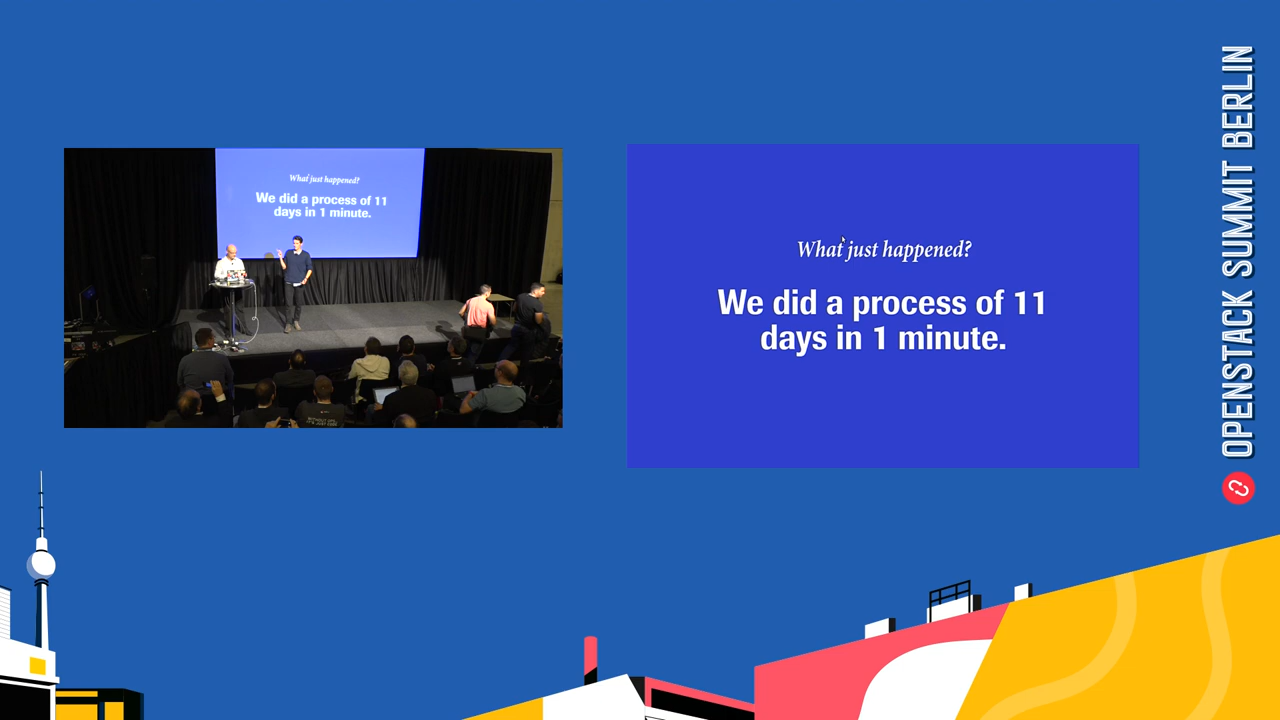 What just happened?
We did a process of 11
days in 1 minute.
What just happened?
We did a process of 11
days in 1 minute.
OPENSTACK SUMMIT BERLIN